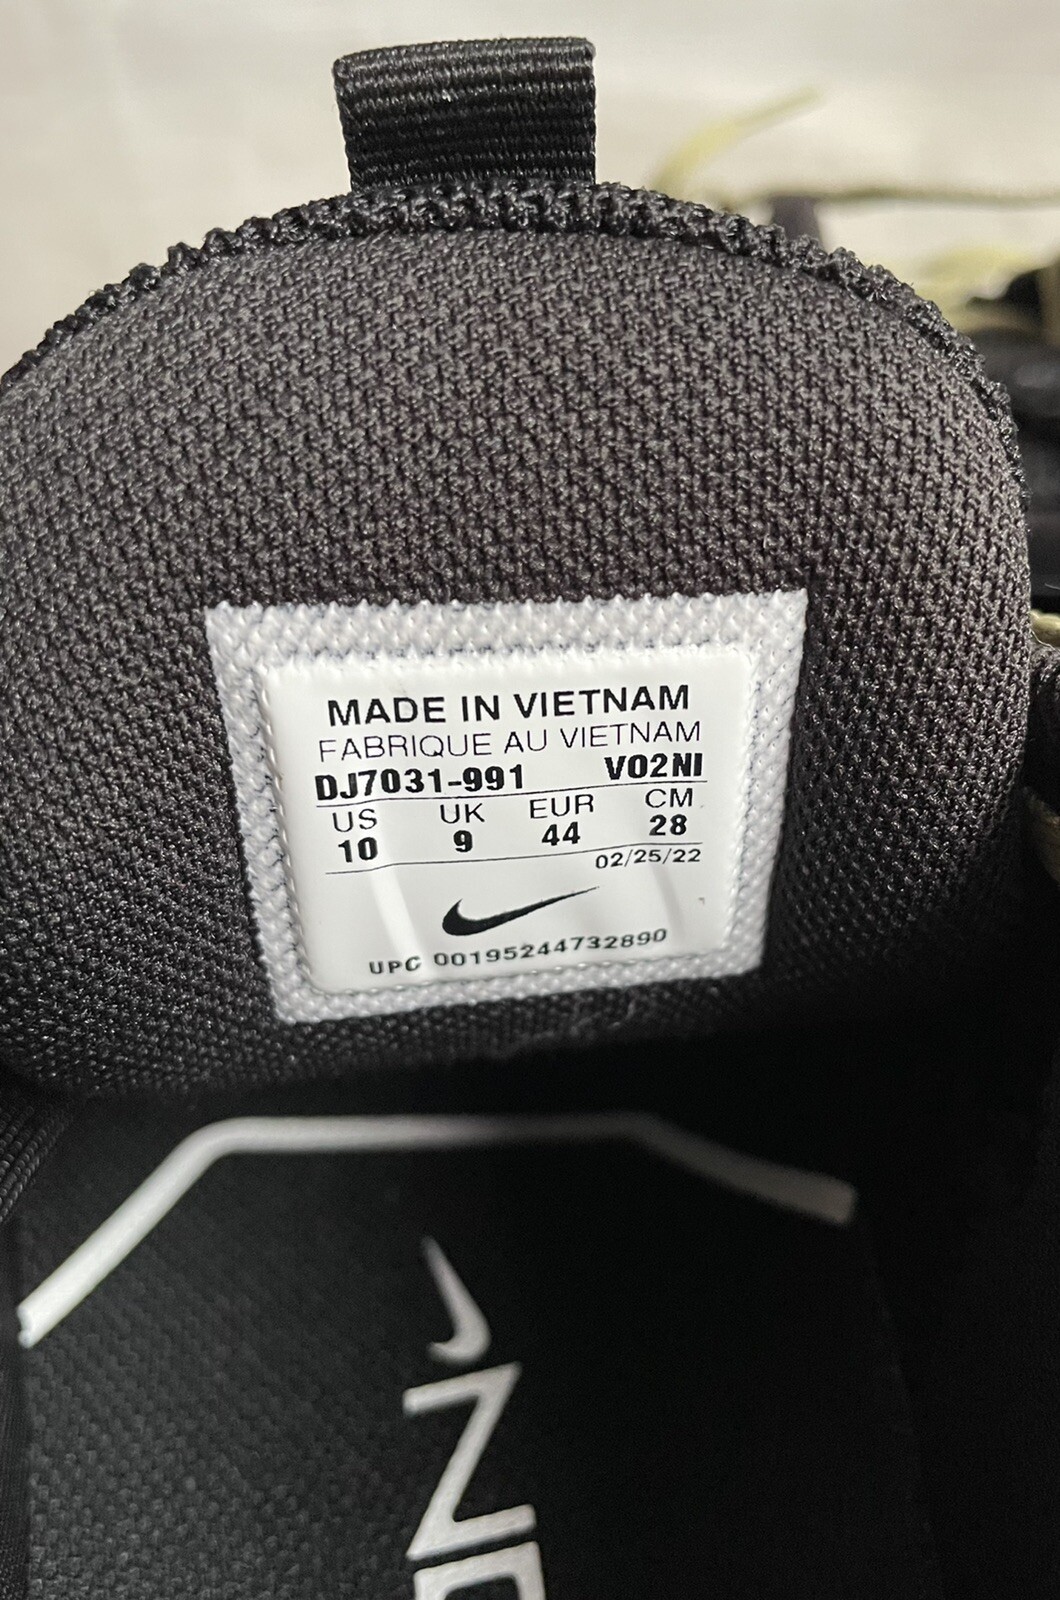 MADE IN VIETNAM
FABRIQUE AU VIETNAM
DJ7031-991 V02NI
US UK EUR CM
10 9 44 28
02/25/22
UPC 00195244732890